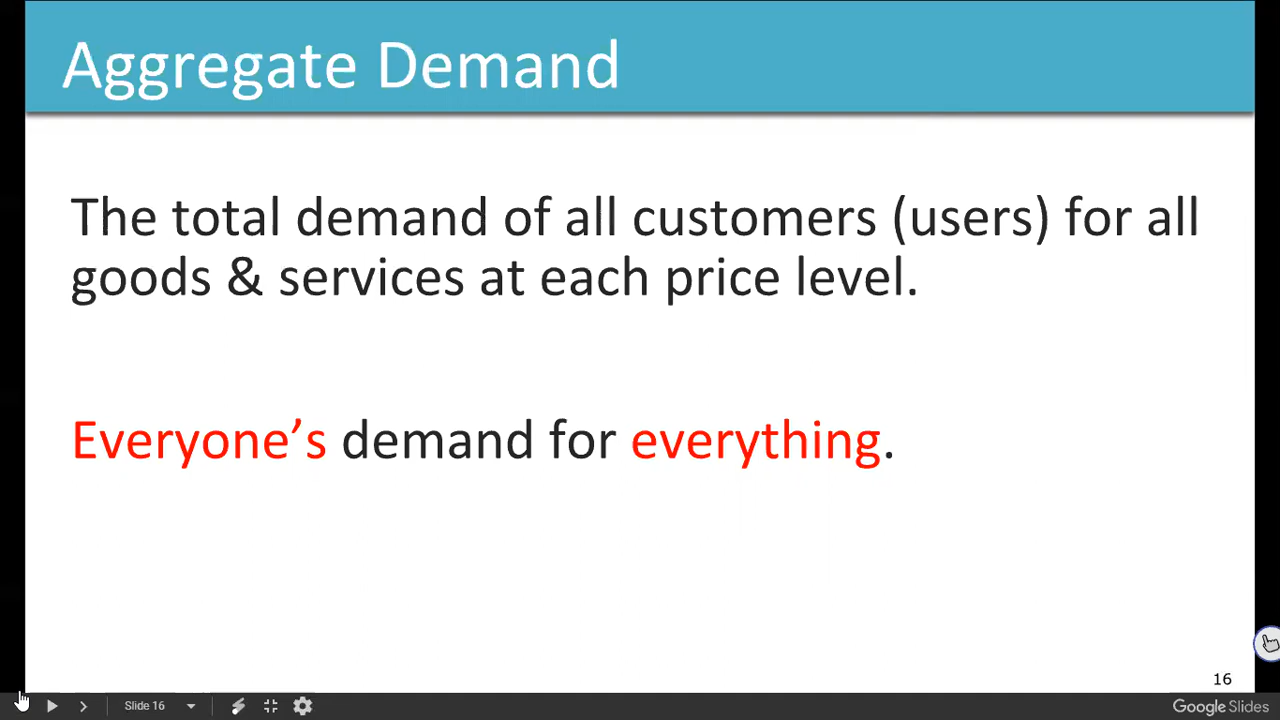 Aggregate Demand
The total demand of all customers (users) for all
goods & services at each price level.
Everyone’s demand for everything.
16
Slide 16
Google Slides